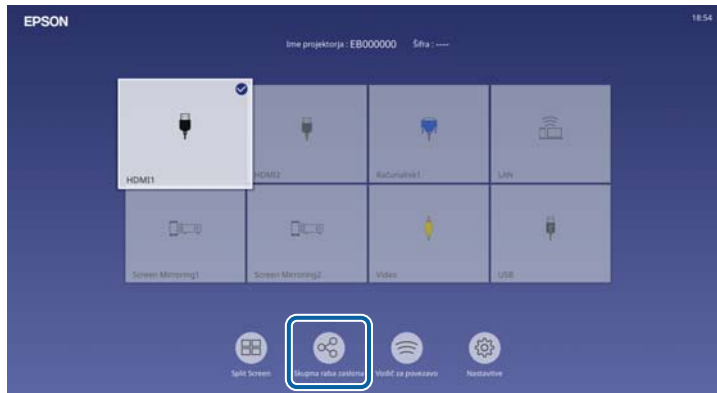 EPSON
18:54
Ime projektorja : EB000000 Šifra : ----
HDMI1
HDMI2
Računalnik1
LAN
Screen Mirroring1
Screen Mirroring2
Video
USB
Split Screen
Skupna raba zaslona
Vodič za povezavo
Nastavitve